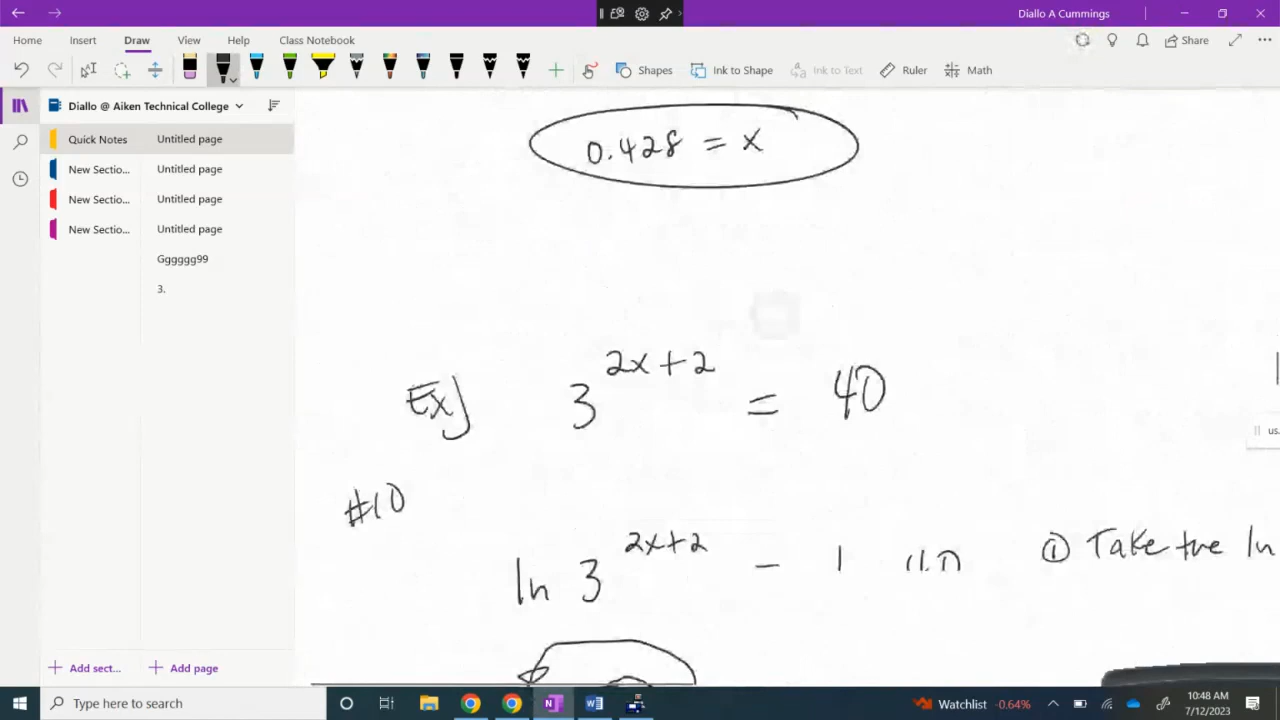 Diallo A Cummings
Home Insert Draw View Help Class Notebook Share
Shapes Ink to Shape Ink to Text Ruler Math
Diallo @ Aiken Technical College
Quick Notes Untitled page
New Sectio... Untitled page
New Sectio... Untitled page
New Sectio... Untitled page
Gggggg99
3.
0.428 = x
Ex] 3^{2x+2} = 40
us.
#10
ln 3^{2x+2} ① Take the ln
Add sect... Add page
Type here to search
Watchlist -0.64%
10:48 AM
7/12/2023